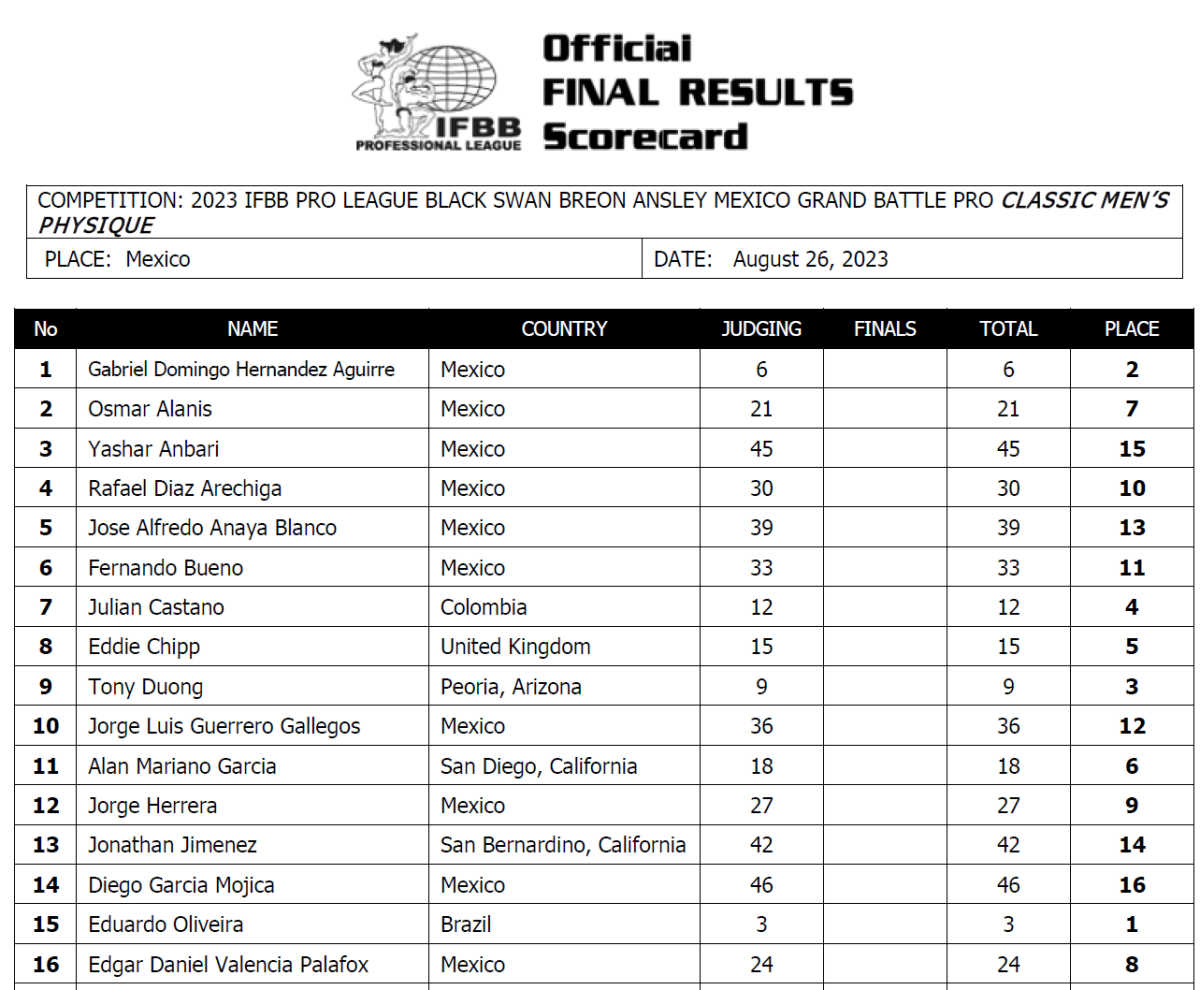 Official
FINAL RESULTS
Scorecard
IFBB
PROFESSIONAL LEAGUE
COMPETITION: 2023 IFBB PRO LEAGUE BLACK SWAN BREON ANSLEY MEXICO GRAND BATTLE PRO CLASSIC MEN'S
PHYSIQUE
PLACE: Mexico DATE: August 26, 2023
No NAME COUNTRY JUDGING FINALS TOTAL PLACE
1 Gabriel Domingo Hernandez Aguirre Mexico 6 6 2
2 Osmar Alanis Mexico 21 21 7
3 Yashar Anbari Mexico 45 45 15
4 Rafael Diaz Arechiga Mexico 30 30 10
5 Jose Alfredo Anaya Blanco Mexico 39 39 13
6 Fernando Bueno Mexico 33 33 11
7 Julian Castano Colombia 12 12 4
8 Eddie Chipp United Kingdom 15 15 5
9 Tony Duong Peoria, Arizona 9 9 3
10 Jorge Luis Guerrero Gallegos Mexico 36 36 12
11 Alan Mariano Garcia San Diego, California 18 18 6
12 Jorge Herrera Mexico 27 27 9
13 Jonathan Jimenez San Bernardino, California 42 42 14
14 Diego Garcia Mojica Mexico 46 46 16
15 Eduardo Oliveira Brazil 3 3 1
16 Edgar Daniel Valencia Palafox Mexico 24 24 8